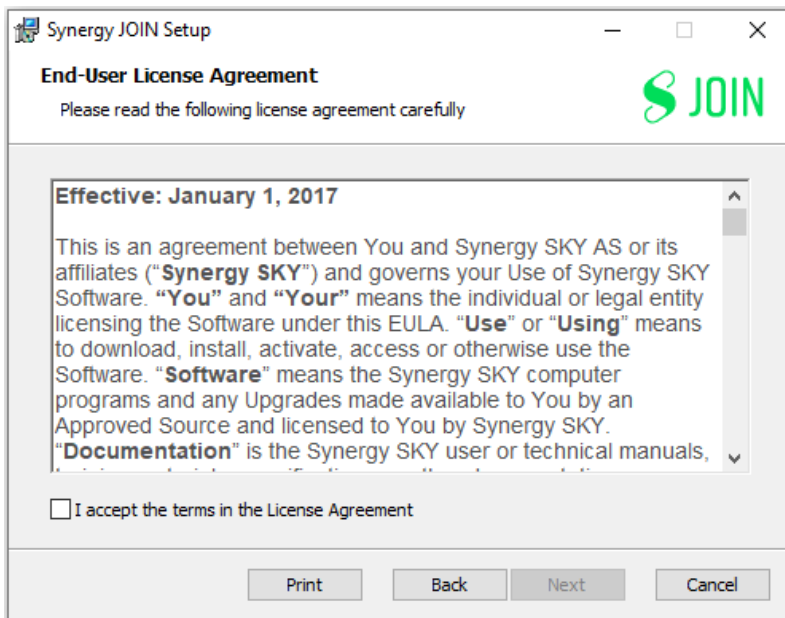 Synergy JOIN Setup
End-User License Agreement
Please read the following license agreement carefully
S JOIN
Effective: January 1, 2017
This is an agreement between You and Synergy SKY AS or its
affiliates (“Synergy SKY”) and governs your Use of Synergy SKY
Software. “You” and “Your” means the individual or legal entity
licensing the Software under this EULA. “Use” or “Using” means
to download, install, activate, access or otherwise use the
Software. “Software” means the Synergy SKY computer
programs and any Upgrades made available to You by an
Approved Source and licensed to You by Synergy SKY.
“Documentation” is the Synergy SKY user or technical manuals,
I accept the terms in the License Agreement
Print
Back
Next
Cancel